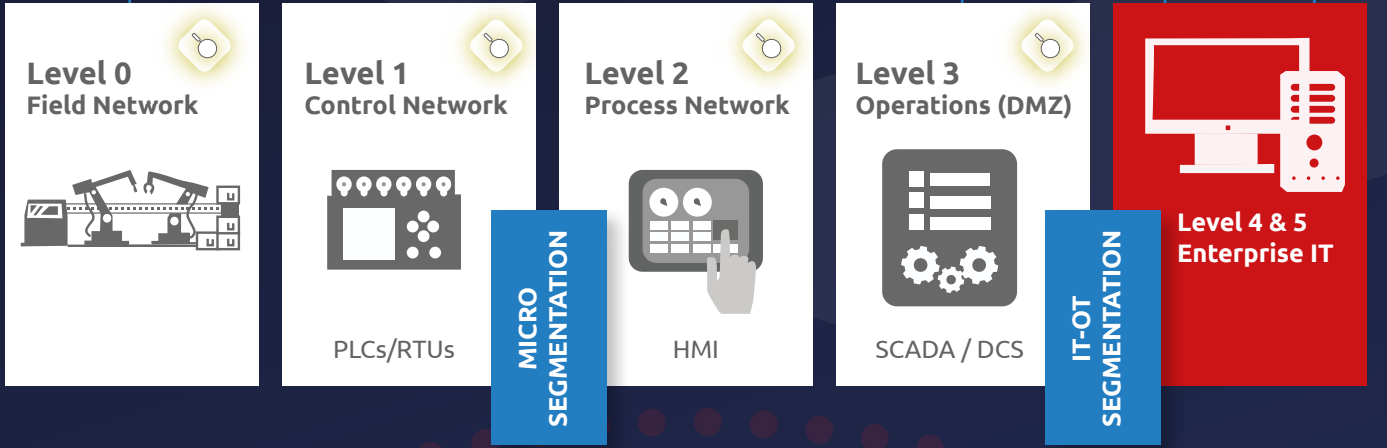 Level 0
Field Network
Level 1
Control Network
PLCs/RTUs
MICRO
SEGMENTATION
Level 2
Process Network
HMI
Level 3
Operations (DMZ)
SCADA / DCS
IT-OT
SEGMENTATION
Level 4 & 5
Enterprise IT